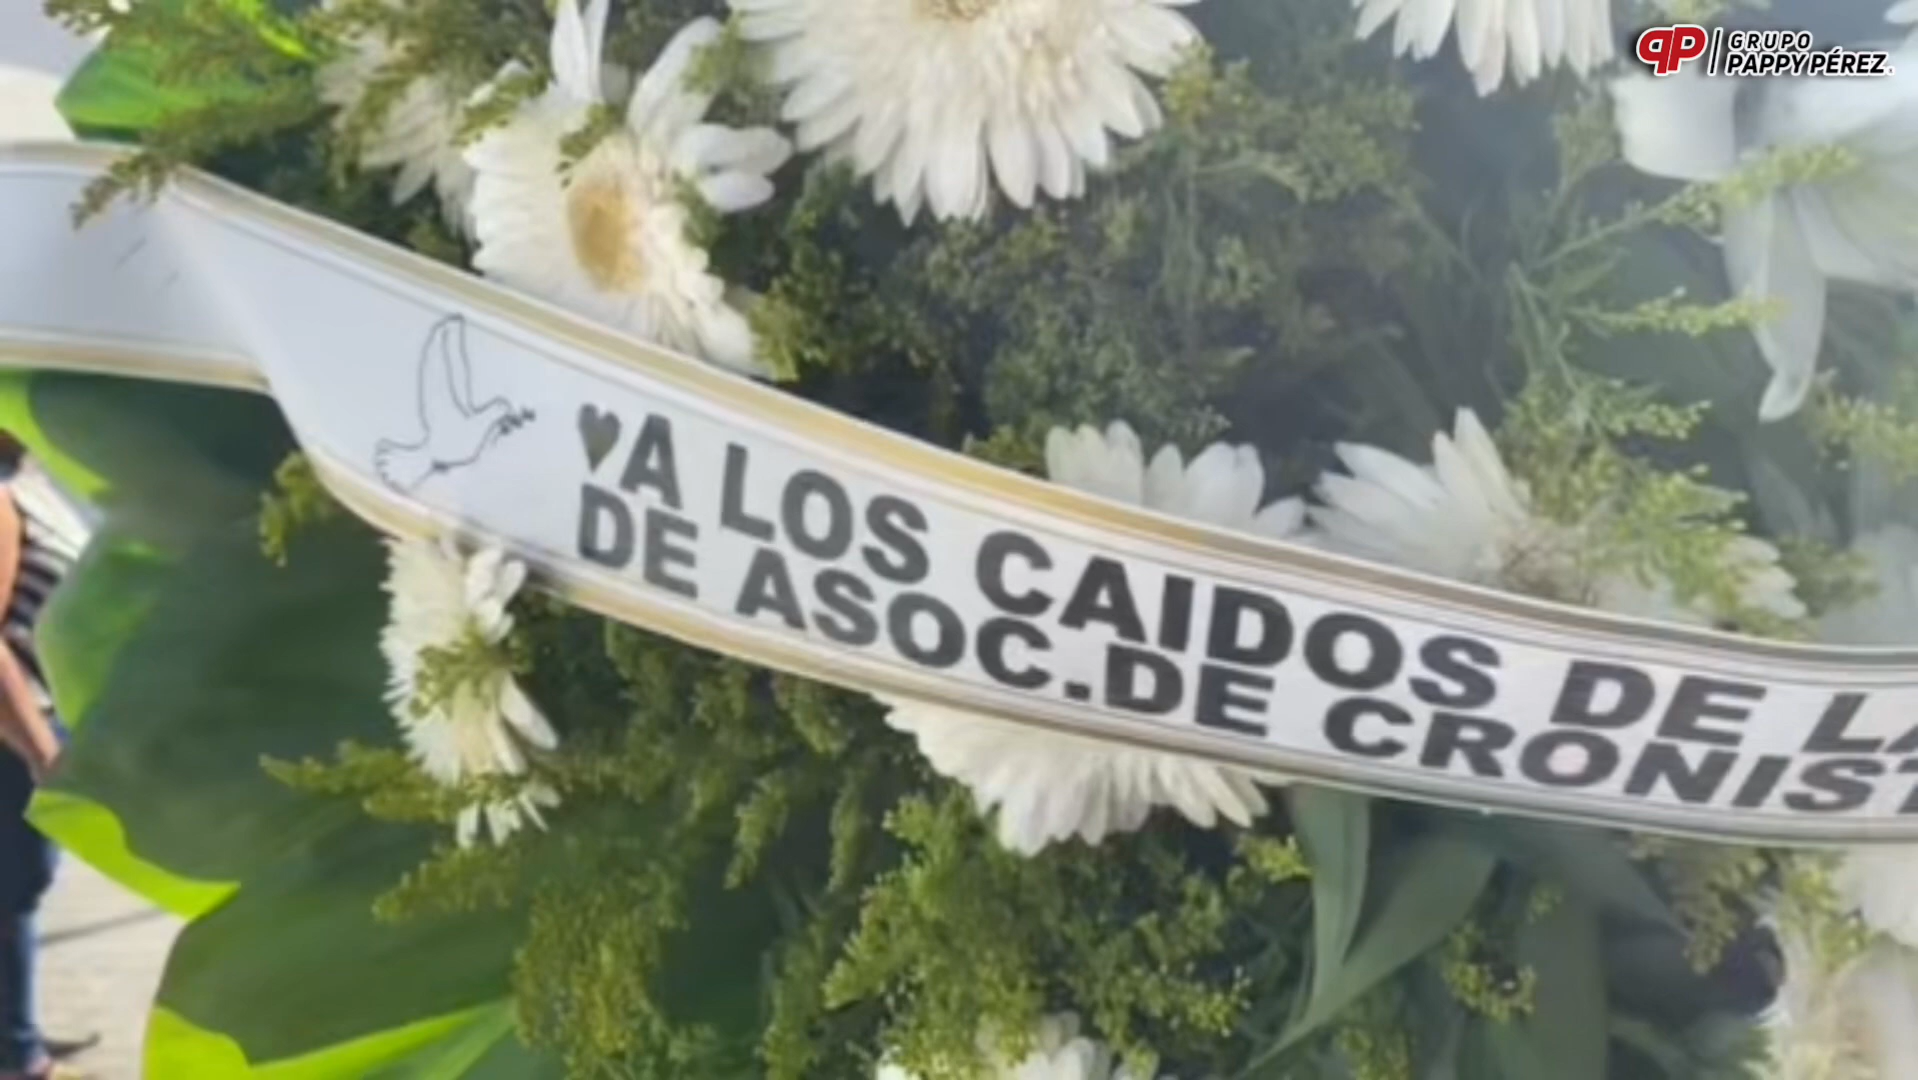 GRUPO
PAPPY PÉREZ
♥A LOS CAIDOS DE
DE ASOC.DE